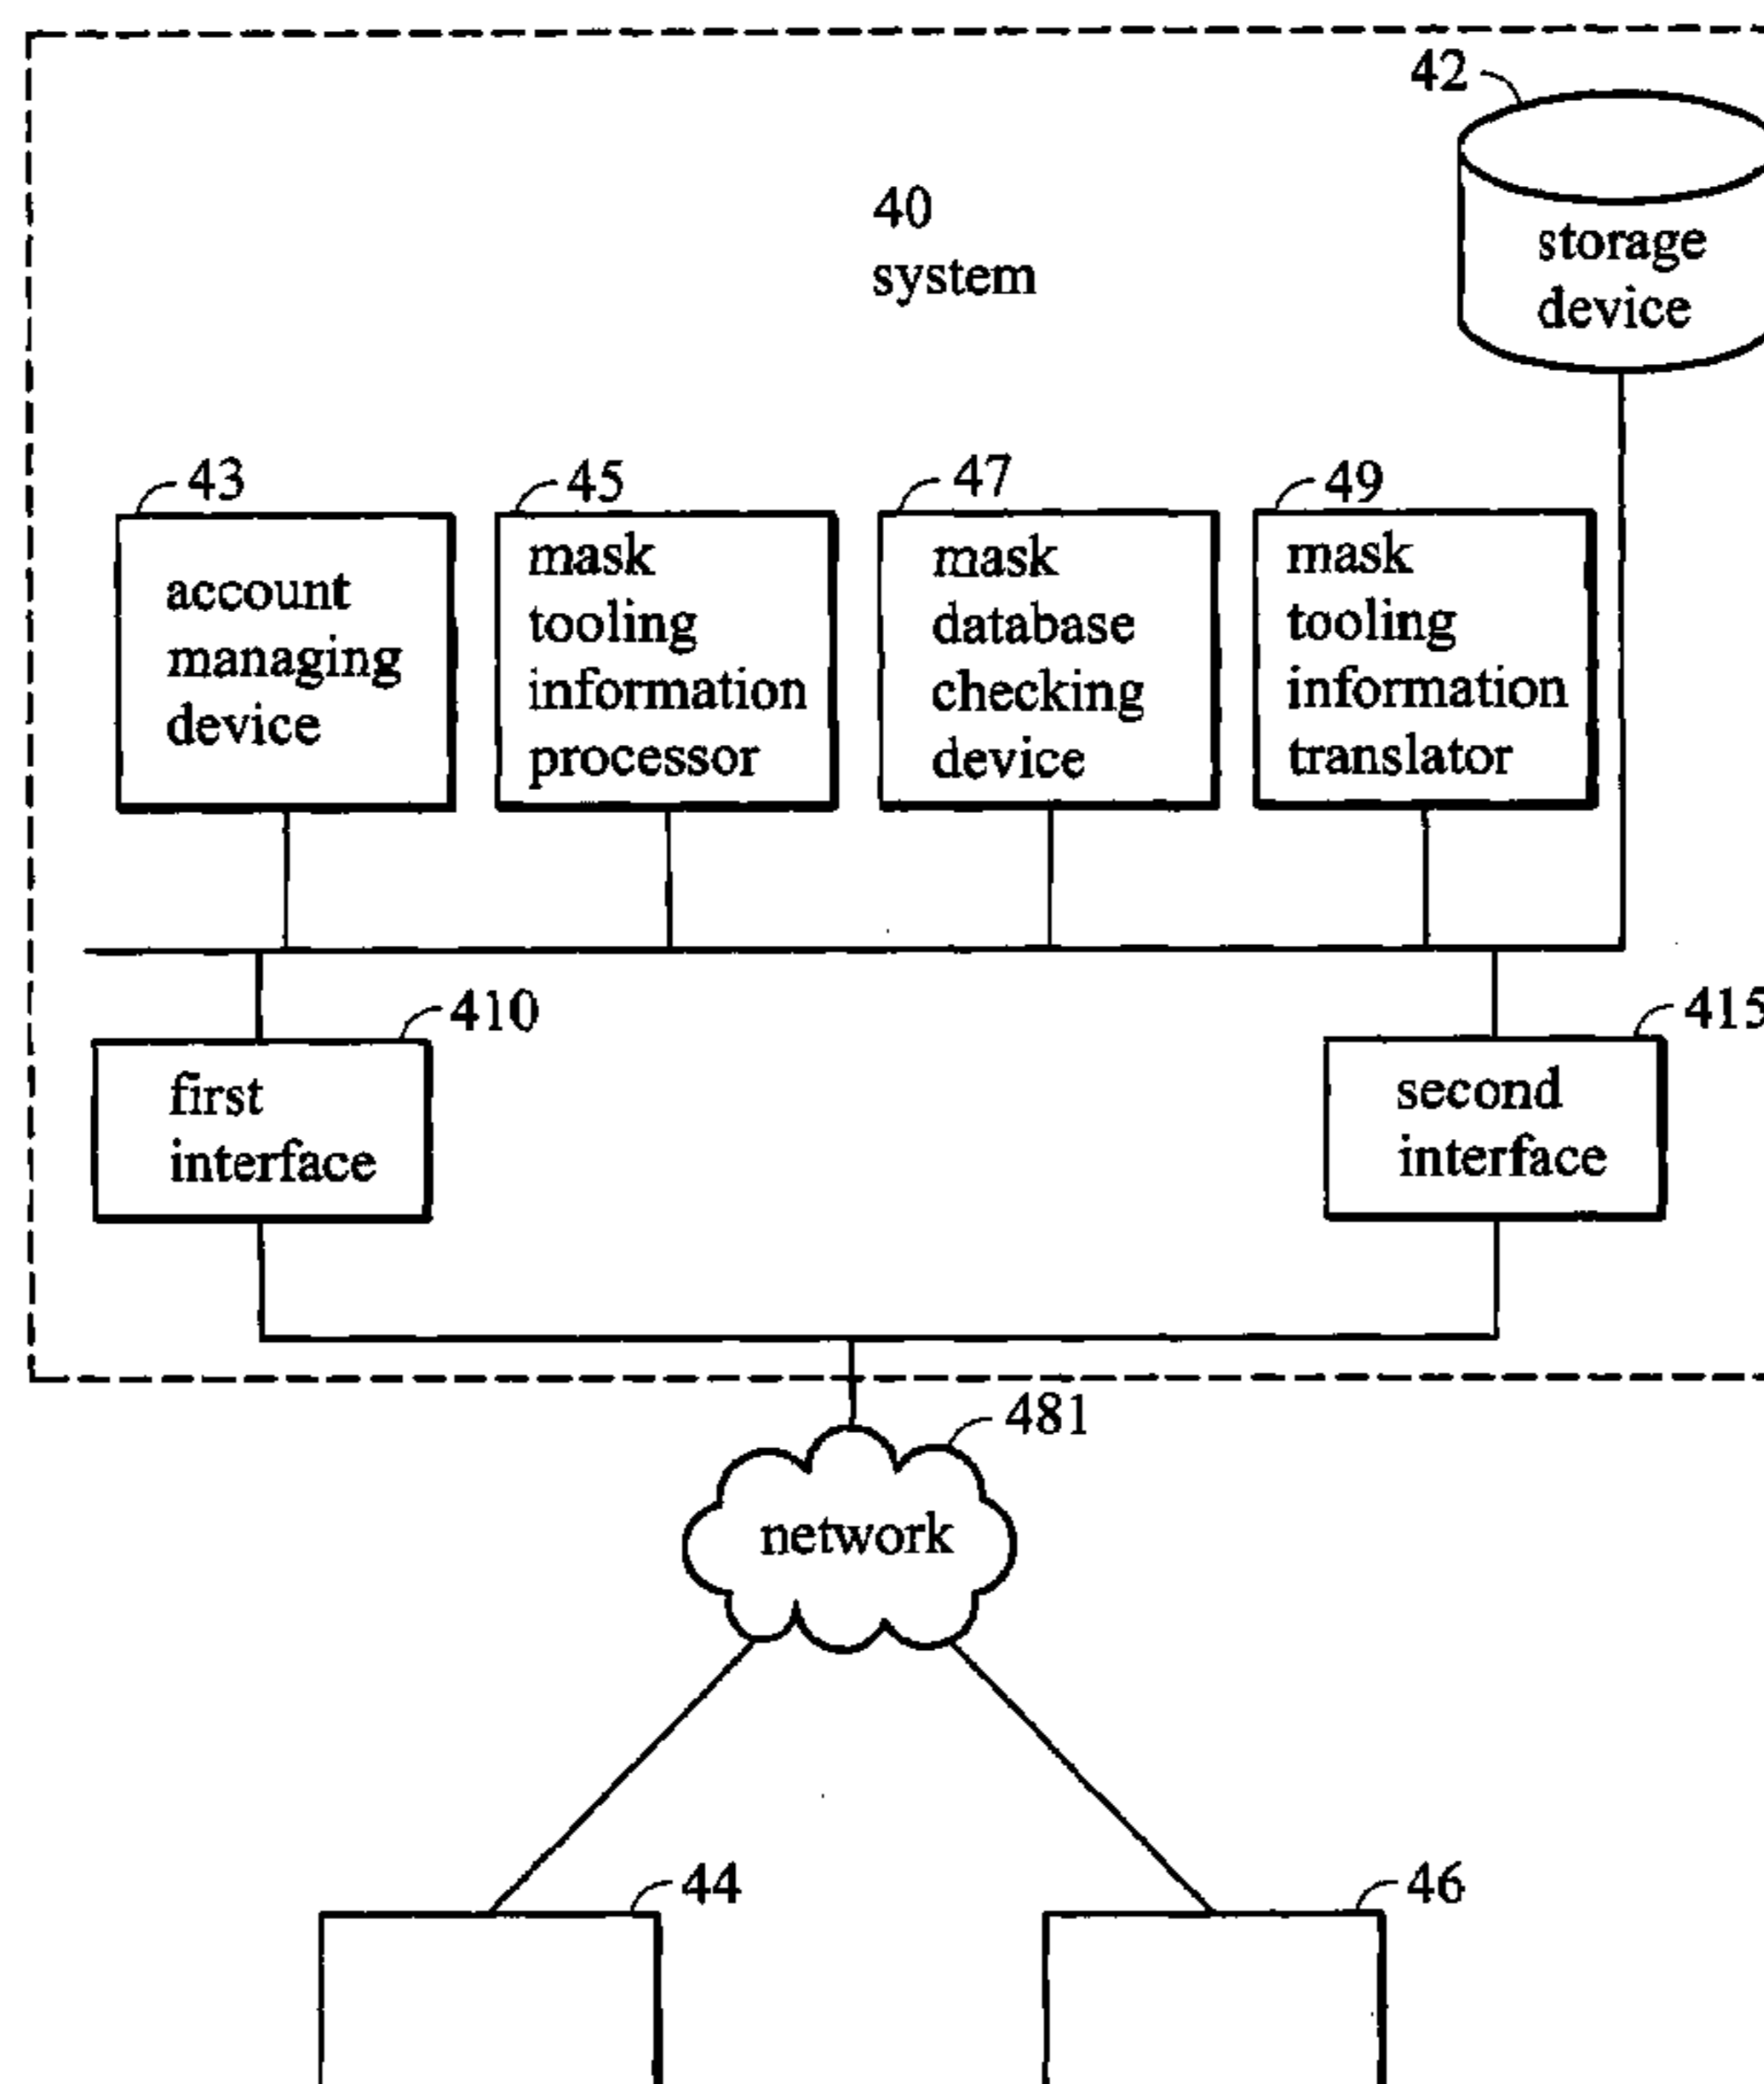 42
storage
device
40
system
43
account
managing
device
45
mask
tooling
information
processor
47
mask
database
checking
device
49
mask
tooling
information
translator
410
first
interface
415
second
interface
481
network
44
46